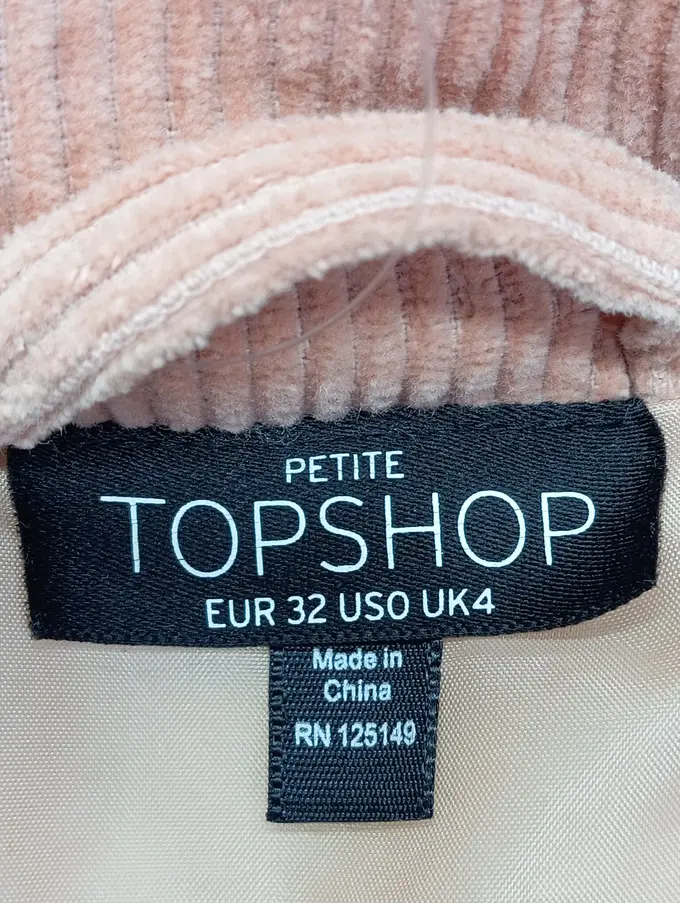 PETITE
TOPSHOP
EUR 32 US0 UK4
Made in
China
RN 125149